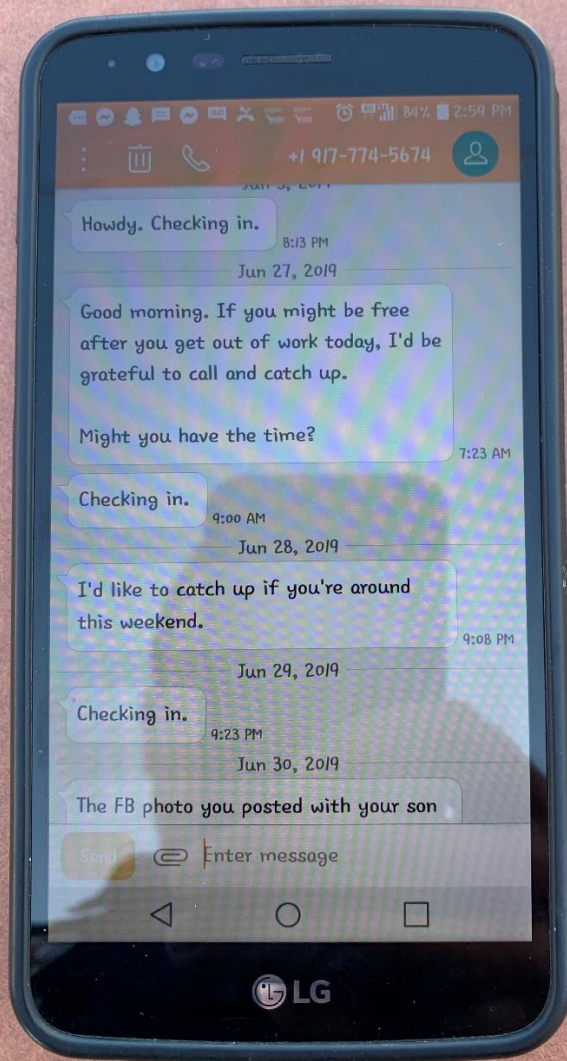 84% 2:59 PM
+1 917-774-5674
Howdy. Checking in.
8:13 PM
Jun 27, 2019
Good morning. If you might be free
after you get out of work today, I'd be
grateful to call and catch up.
Might you have the time?
7:23 AM
Checking in.
9:00 AM
Jun 28, 2019
I'd like to catch up if you're around
this weekend.
9:08 PM
Jun 29, 2019
Checking in.
9:23 PM
Jun 30, 2019
The FB photo you posted with your son
Send
Enter message
LG